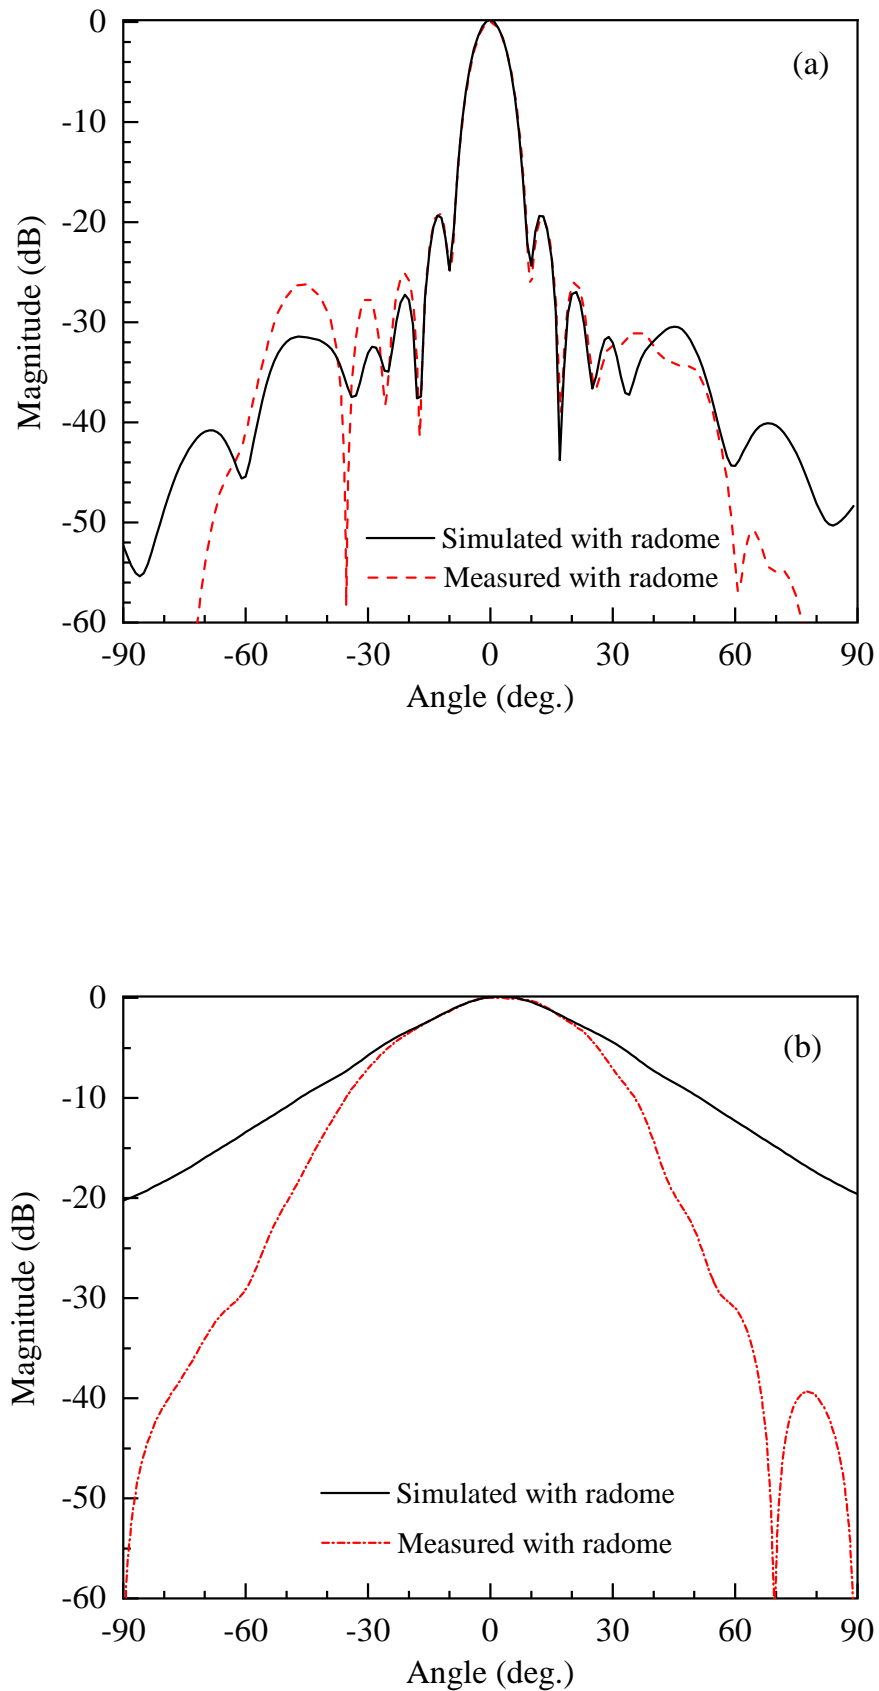 (a)
Magnitude (dB)
0
-10
-20
-30
-40
-50
-60
Simulated with radome
Measured with radome
-90 -60 -30 0 30 60 90
Angle (deg.)
(b)
Magnitude (dB)
0
-10
-20
-30
-40
-50
-60
Simulated with radome
Measured with radome
-90 -60 -30 0 30 60 90
Angle (deg.)